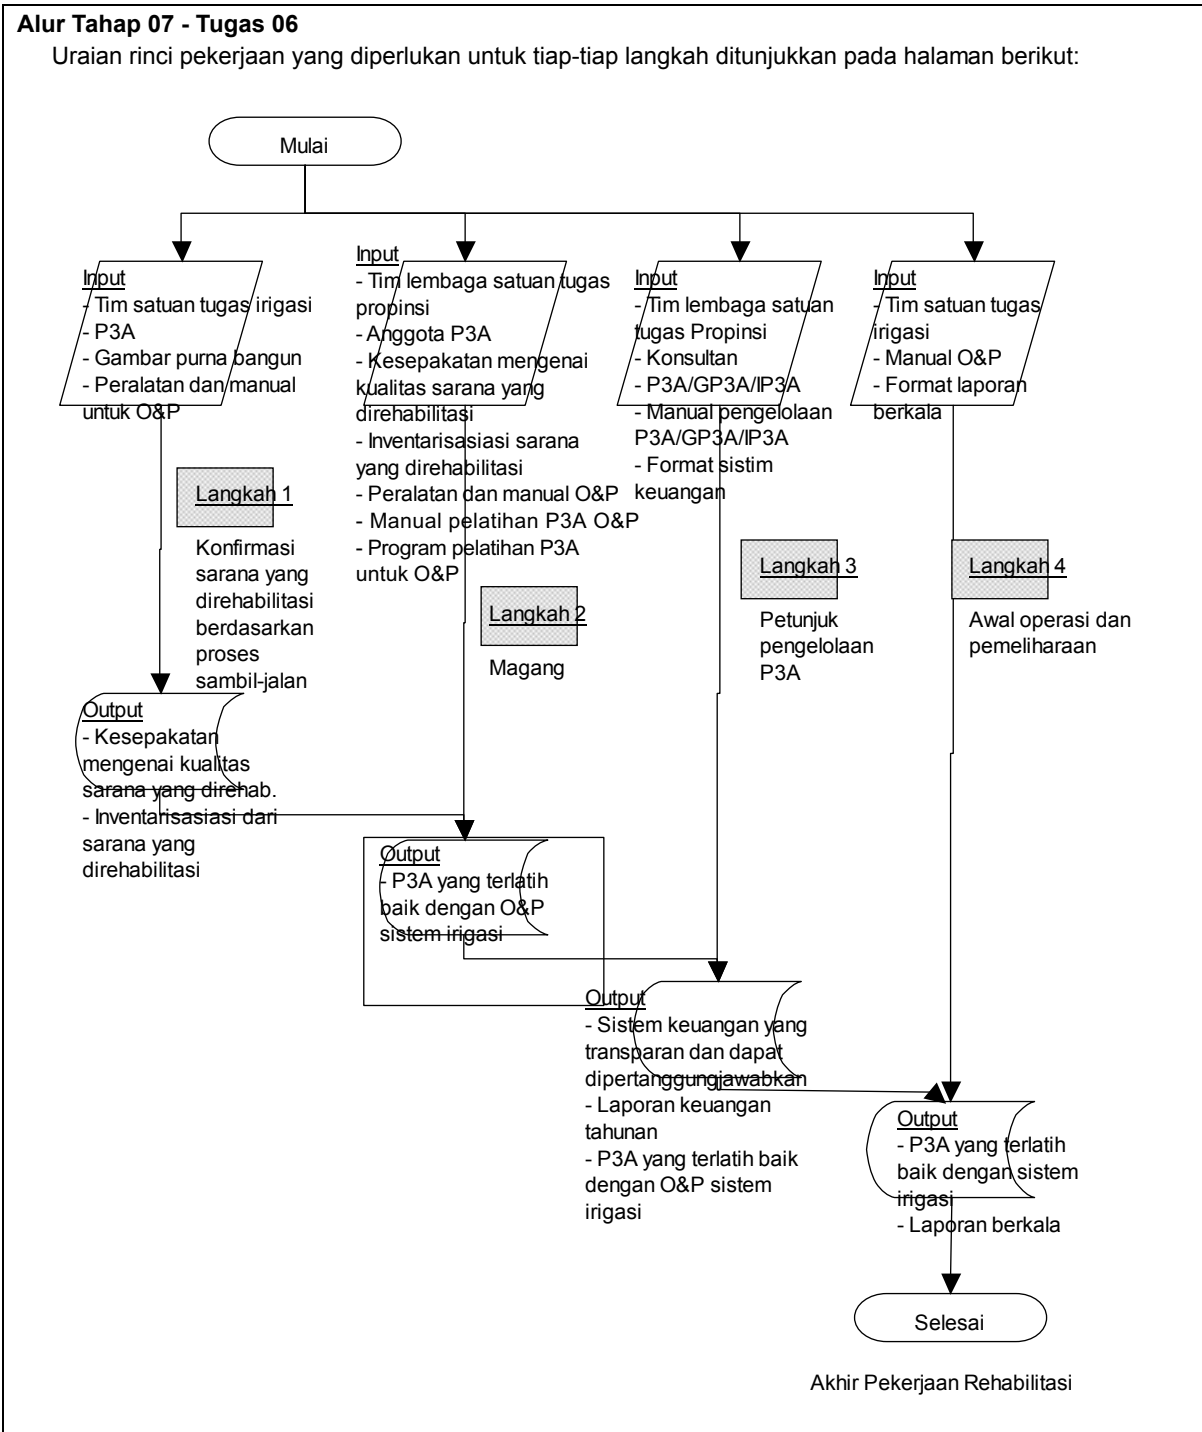 Alur Tahap 07 - Tugas 06
Uraian rinci pekerjaan yang diperlukan untuk tiap-tiap langkah ditunjukkan pada halaman berikut:
Mulai
Input
- Tim satuan tugas irigasi
- P3A
- Gambar purna bangun
- Peralatan dan manual
untuk O&P
Input
- Tim lembaga satuan tugas
propinsi
- Anggota P3A
- Kesepakatan mengenai
kualitas sarana yang
direhabilitasi
- Inventarisasiasi sarana
yang direhabilitasi
- Peralatan dan manual O&P
- Manual pelatihan P3A O&P
- Program pelatihan P3A
untuk O&P
Input
- Tim lembaga satuan
tugas Propinsi
- Konsultan
- P3A/GP3A/IP3A
- Manual pengelolaan
P3A/GP3A/IP3A
- Format sistim
keuangan
Input
- Tim satuan tugas
irigasi
- Manual O&P
- Format laporan
berkala
Langkah 1
Konfirmasi
sarana yang
direhabilitasi
berdasarkan
proses
sambil-jalan
Langkah 2
Magang
Langkah 3
Petunjuk
pengelolaan
P3A
Langkah 4
Awal operasi dan
pemeliharaan
Output
- Kesepakatan
mengenai kualitas
sarana yang direhab.
- Inventarisasiasi dari
sarana yang
direhabilitasi
Output
- P3A yang terlatih
baik dengan O&P
sistem irigasi
Output
- Sistem keuangan yang
transparan dan dapat
dipertanggungjawabkan
- Laporan keuangan
tahunan
- P3A yang terlatih baik
dengan O&P sistem
irigasi
Output
- P3A yang terlatih
baik dengan sistem
irigasi
- Laporan berkala
Selesai
Akhir Pekerjaan Rehabilitasi